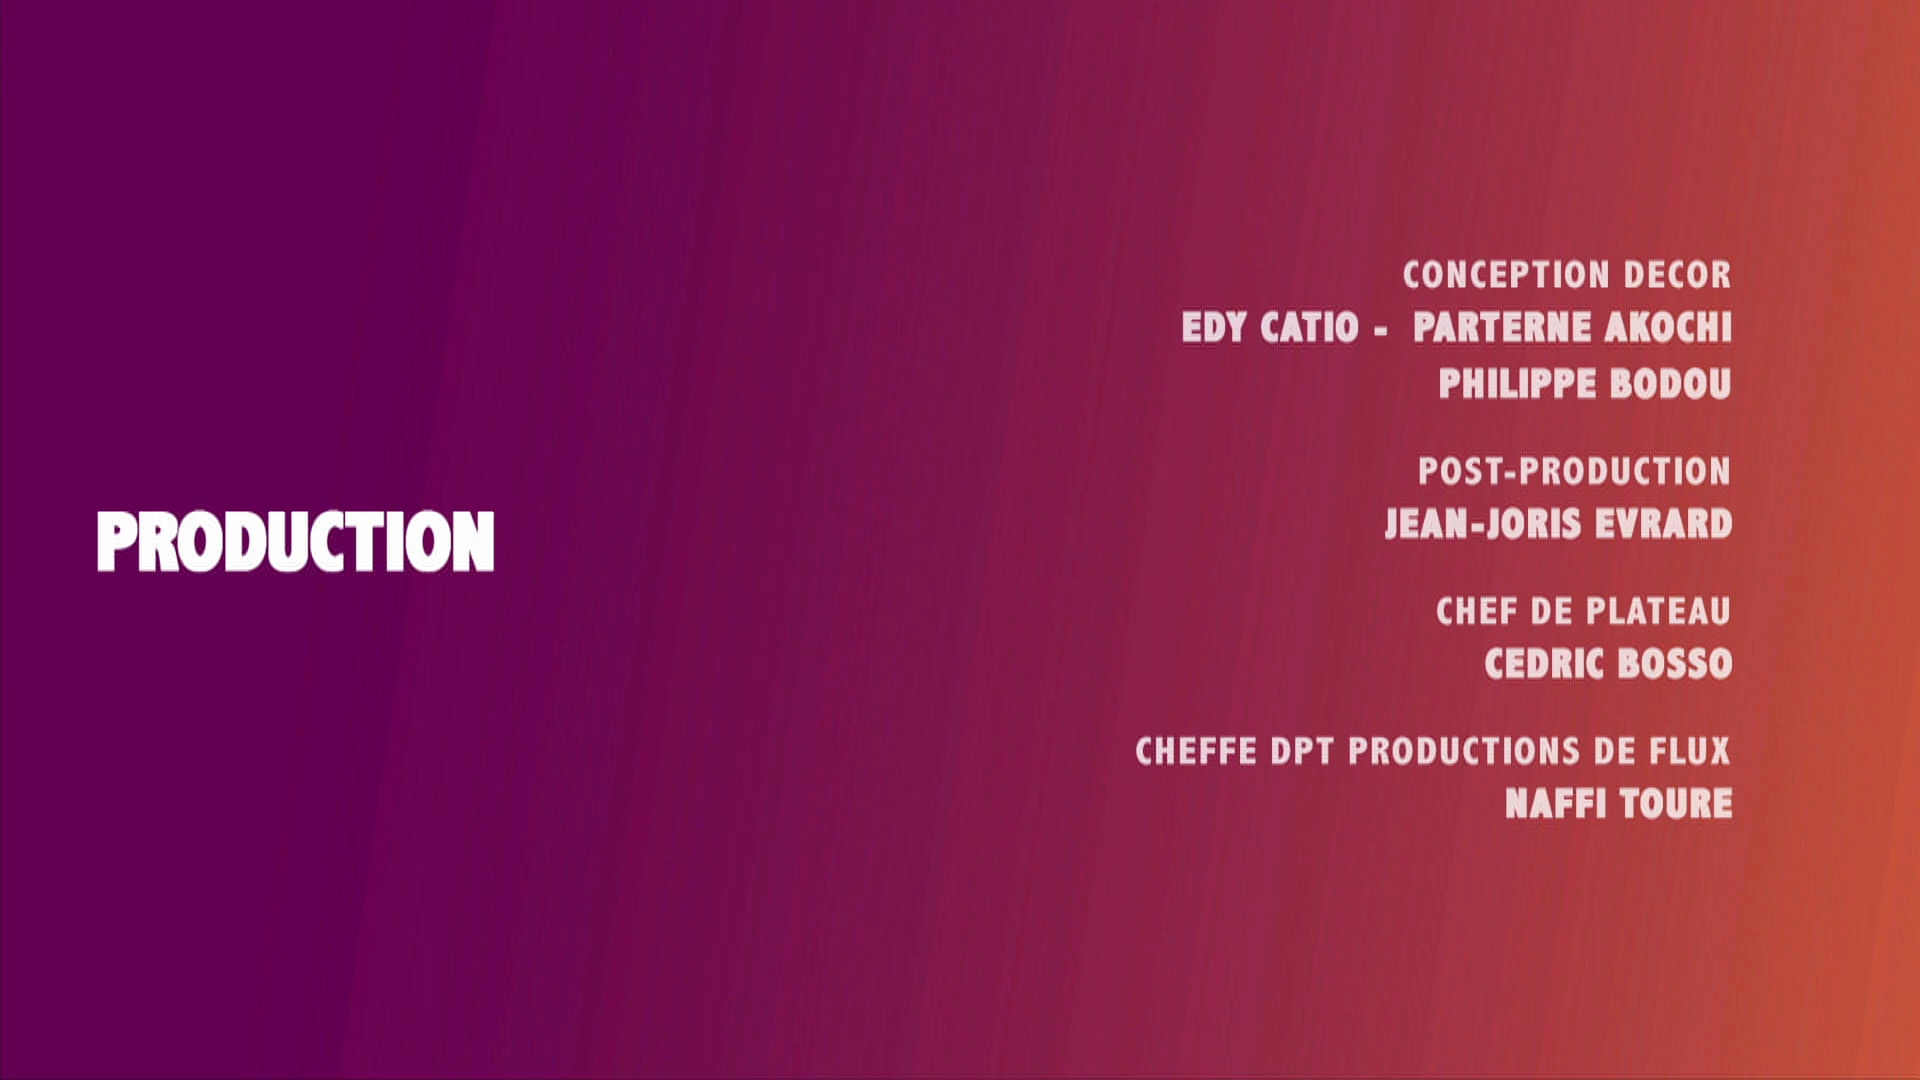 PRODUCTION
CONCEPTION DECOR
EDY CATIO - PARTERNE AKOCHI
PHILIPPE BODOU
POST-PRODUCTION
JEAN-JORIS EVRARD
CHEF DE PLATEAU
CEDRIC BOSSO
CHEFFE DPT PRODUCTIONS DE FLUX
NAFFI TOURE